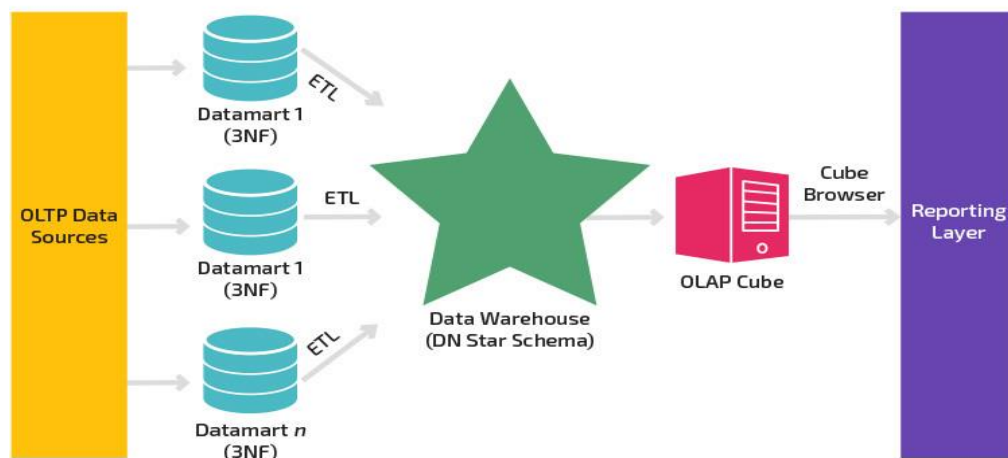 OLTP Data
Sources
Datamart 1
(3NF)
ETL
Datamart 1
(3NF)
ETL
Datamart n
(3NF)
ETL
Data Warehouse
(DN Star Schema)
OLAP Cube
Cube
Browser
Reporting
Layer